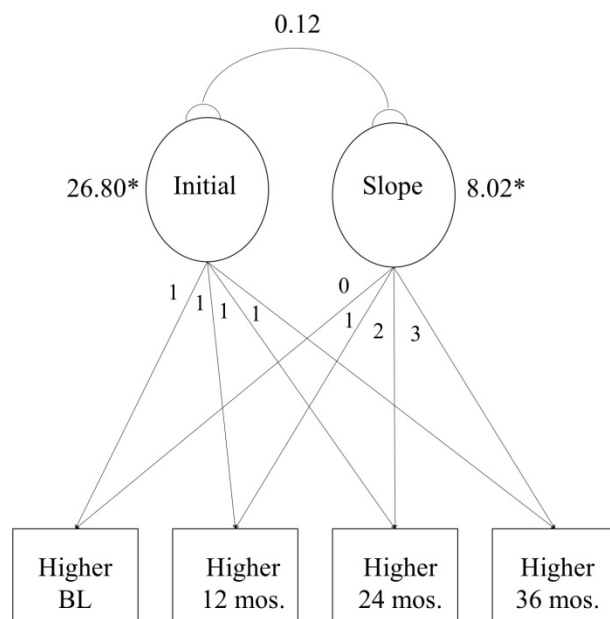 0.12
26.80*
Initial
Slope
8.02*
1
1
1
1
0
1
2
3
Higher
BL
Higher
12 mos.
Higher
24 mos.
Higher
36 mos.